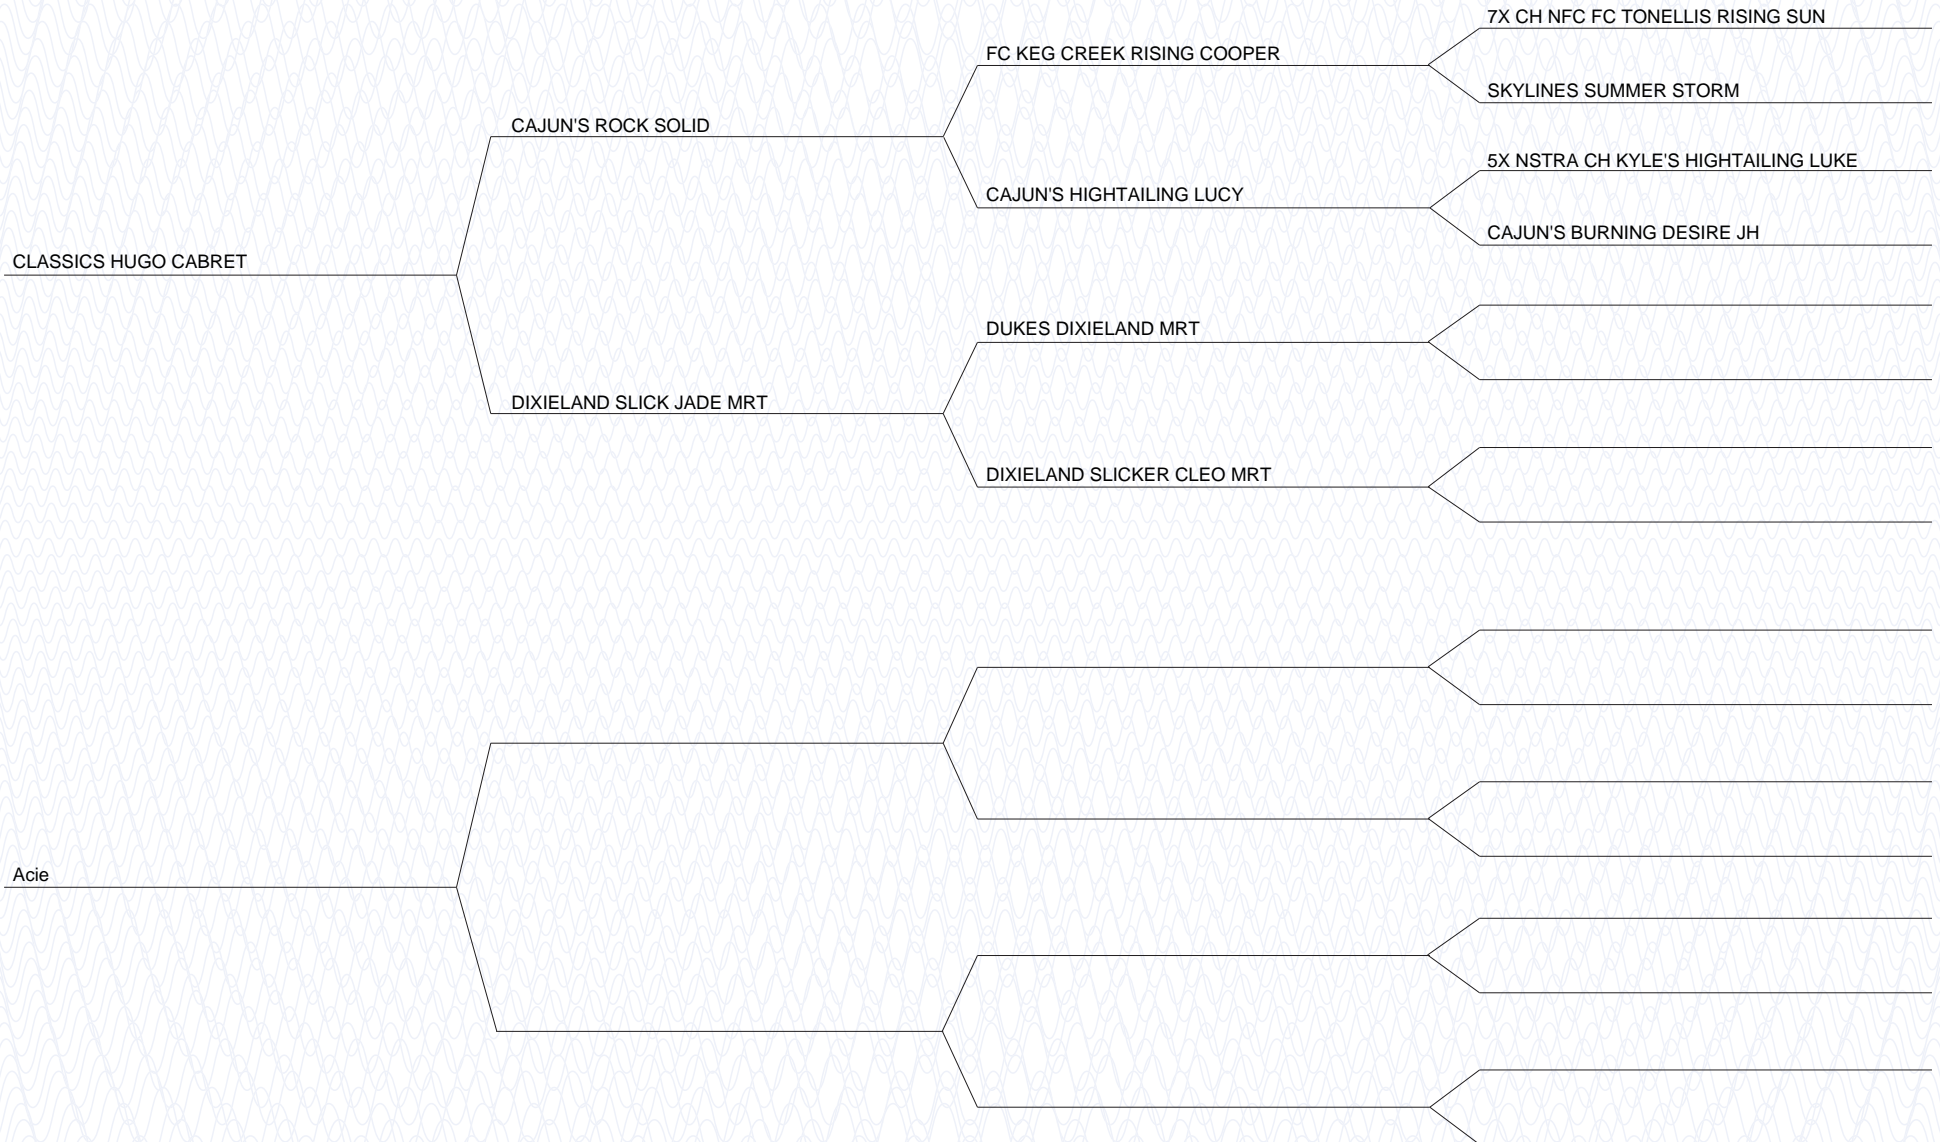 7X CH NFC FC TONELLIS RISING SUN
FC KEG CREEK RISING COOPER
SKYLINES SUMMER STORM
CAJUN'S ROCK SOLID
5X NSTRA CH KYLE'S HIGHTAILING LUKE
CAJUN'S HIGHTAILING LUCY
CAJUN'S BURNING DESIRE JH
CLASSICS HUGO CABRET
DUKES DIXIELAND MRT
DIXIELAND SLICK JADE MRT
DIXIELAND SLICKER CLEO MRT
Acie